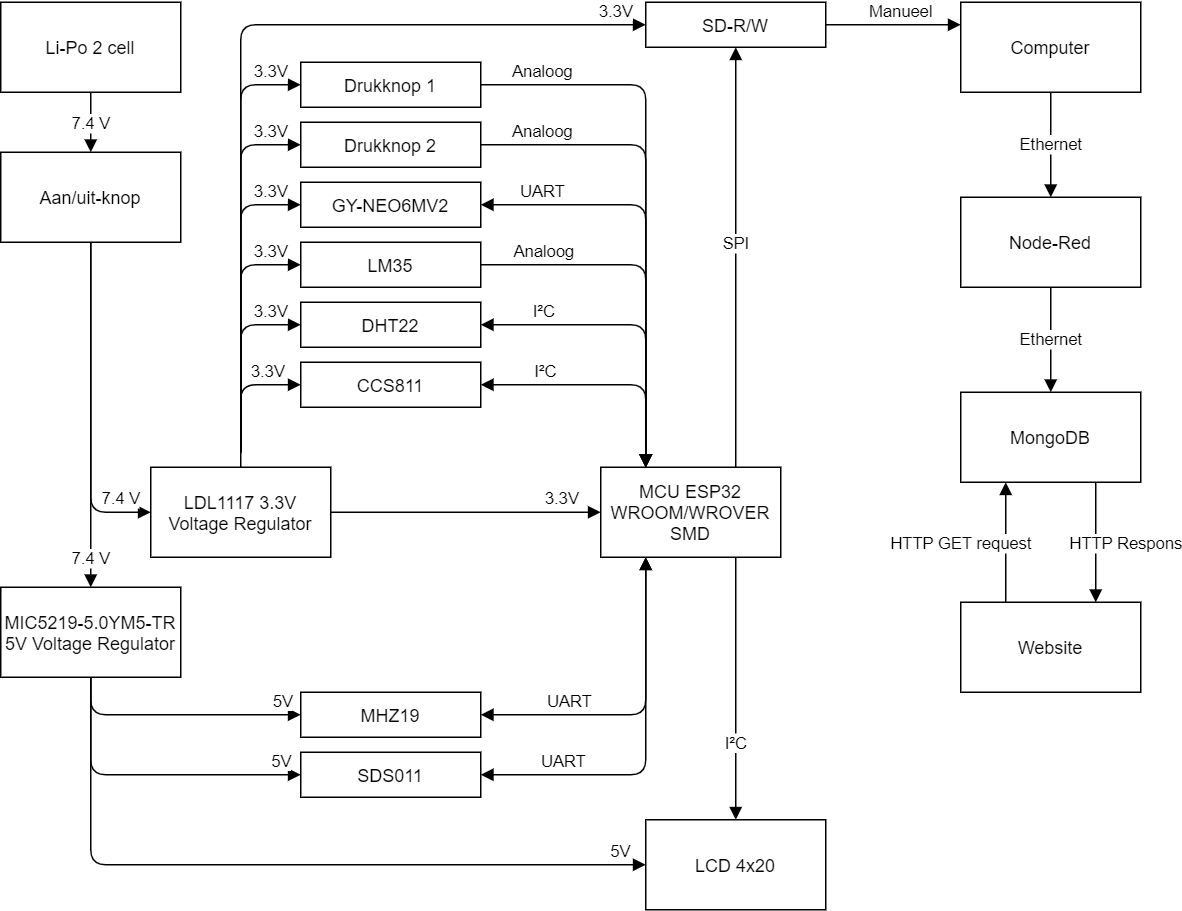 3.3V
Manueel
Li-Po 2 cell
SD-R/W
Computer
3.3V
Drukknop 1
Analoog
7.4 V
3.3V
Drukknop 2
Analoog
Ethernet
Aan/uit-knop
3.3V
GY-NEO6MV2
UART
SPI
Node-Red
3.3V
LM35
Analoog
3.3V
DHT22
I²C
Ethernet
3.3V
CCS811
I²C
MongoDB
7.4 V
LDL1117 3.3V
Voltage Regulator
3.3V
MCU ESP32
WROOM/WROVER
SMD
7.4 V
HTTP GET request
HTTP Respons
MIC5219-5.0YM5-TR
5V Voltage Regulator
Website
5V
MHZ19
UART
I²C
5V
SDS011
UART
5V
LCD 4x20